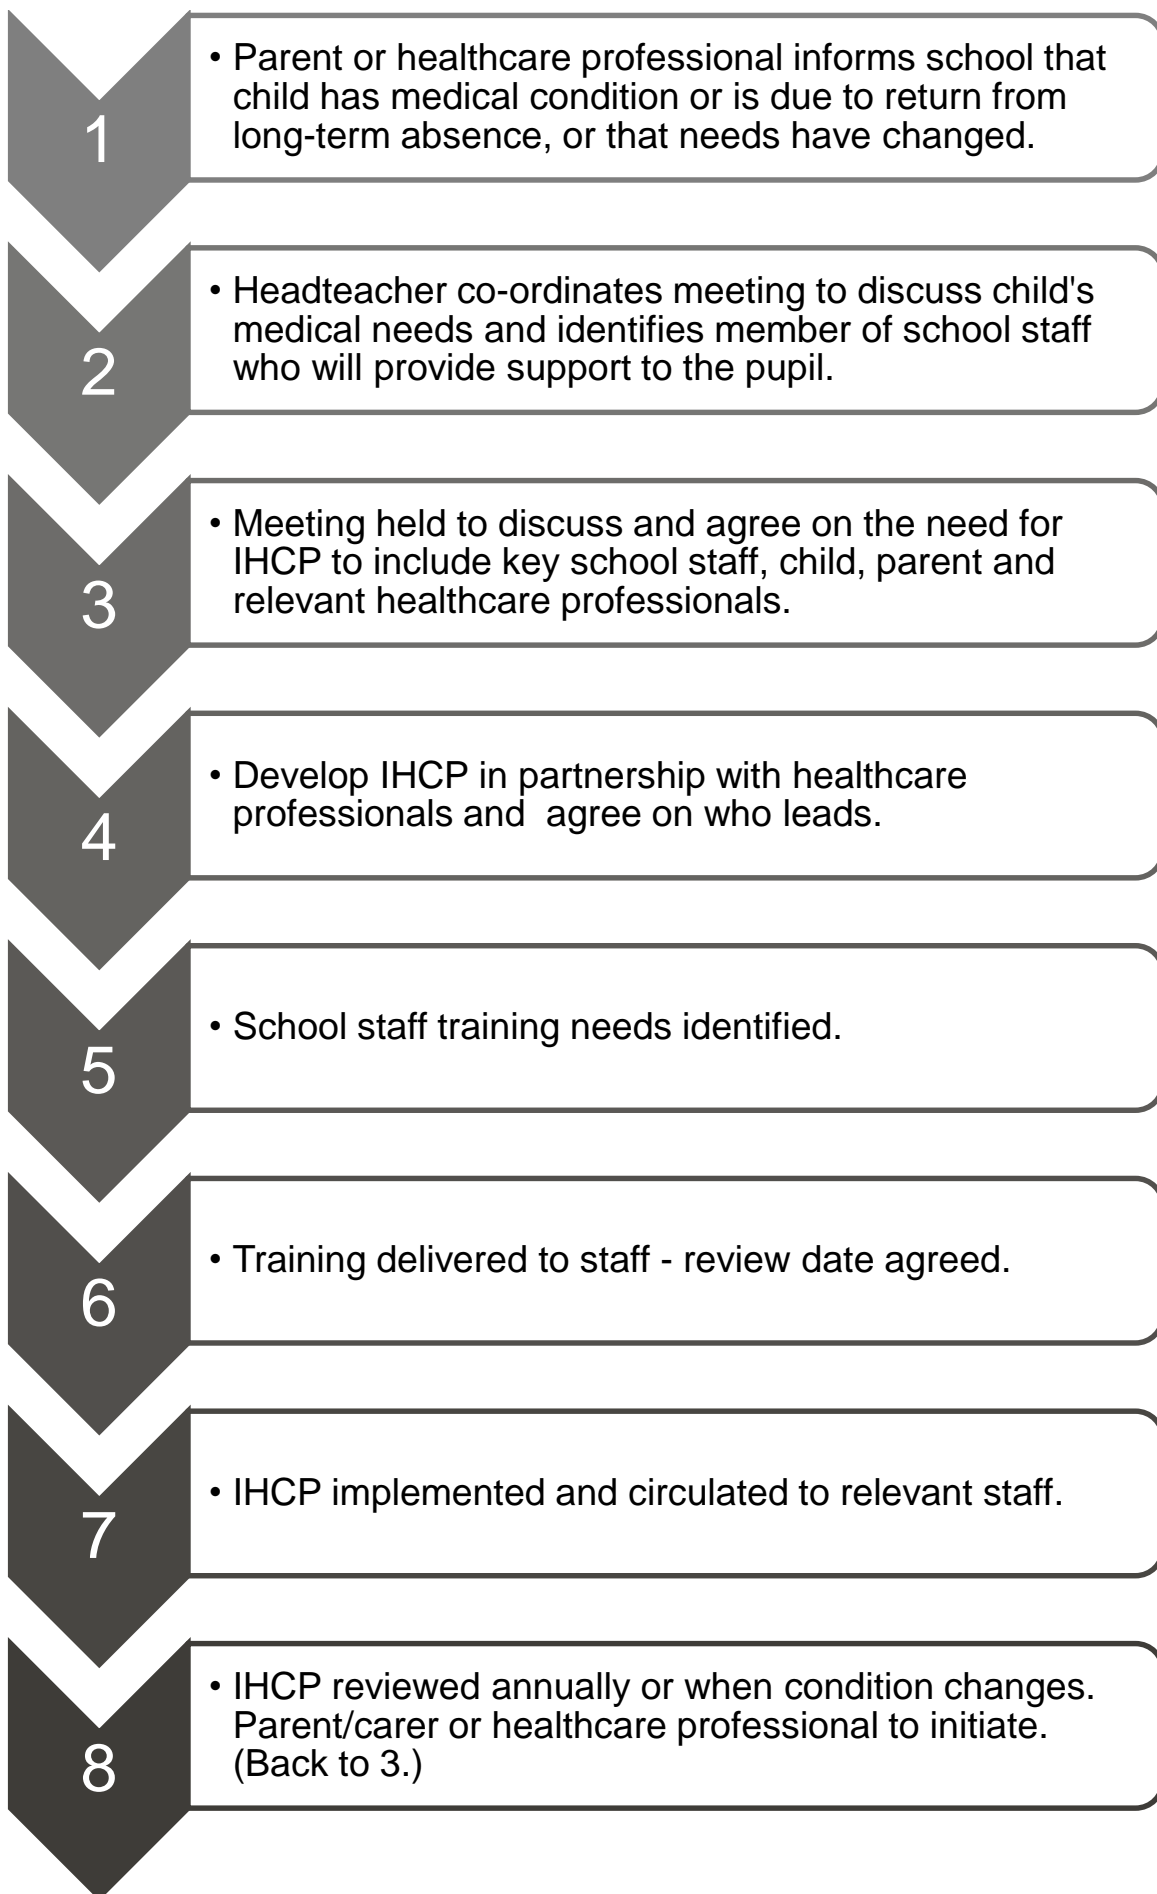 1
• Parent or healthcare professional informs school that
child has medical condition or is due to return from
long-term absence, or that needs have changed.
2
• Headteacher co-ordinates meeting to discuss child's
medical needs and identifies member of school staff
who will provide support to the pupil.
3
• Meeting held to discuss and agree on the need for
IHCP to include key school staff, child, parent and
relevant healthcare professionals.
4
• Develop IHCP in partnership with healthcare
professionals and  agree on who leads.
5
• School staff training needs identified.
6
• Training delivered to staff - review date agreed.
7
• IHCP implemented and circulated to relevant staff.
8
• IHCP reviewed annually or when condition changes.
Parent/carer or healthcare professional to initiate.
(Back to 3.)